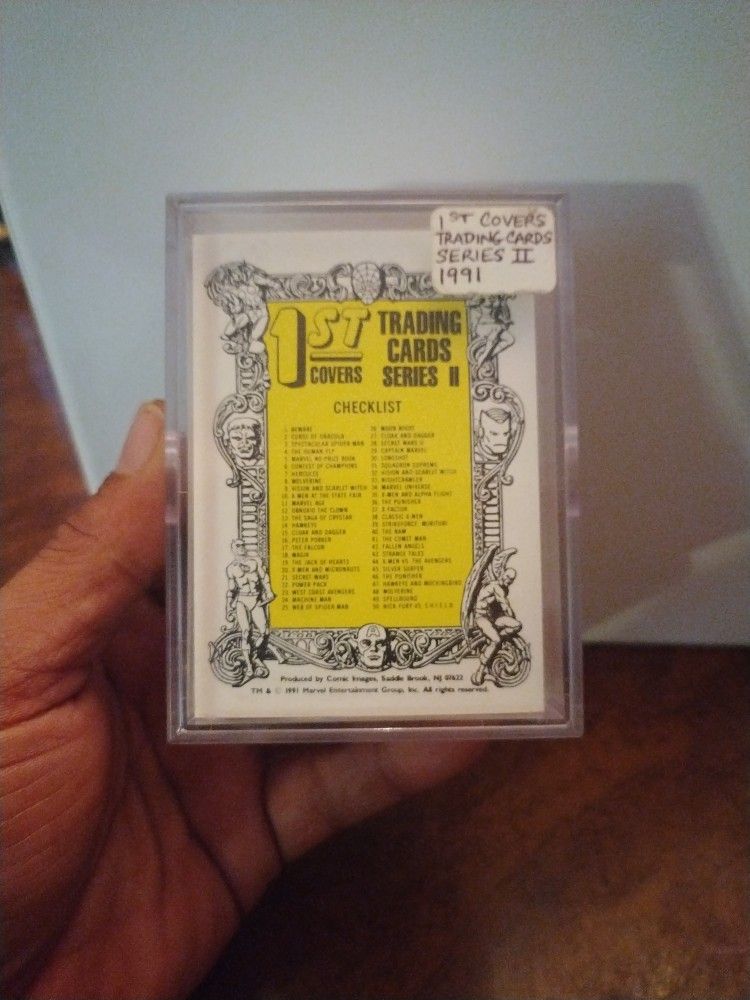 1ST COVERS
TRADING CARDS
SERIES II
1991
1ST COVERS
TRADING
CARDS
SERIES II
CHECKLIST
1. BEWARE
2. CURSE OF DRACULA
3. SPECTACULAR SPIDER-MAN
4. THE HUMAN FLY
5. MARVEL NO-PRIZE BOOK
6. CONTEST OF CHAMPIONS
7. HERCULES
8. WOLVERINE
9. VISION AND SCARLET WITCH
10. X-MEN AT THE STATE FAIR
11. MARVEL AGE
12. OBNOXIO THE CLOWN
13. THE SAGA OF CRYSTAR
14. HAWKEYE
15. CLOAK AND DAGGER
16. PETER PORKER
17. THE FALCON
18. MAGIK
19. THE JACK OF HEARTS
20. X-MEN AND MICRONAUTS
21. SECRET WARS
22. POWER PACK
23. WEST COAST AVENGERS
24. MACHINE MAN
25. WEB OF SPIDER-MAN
26. MOON KNIGHT
27. CLOAK AND DAGGER
28. SECRET WARS II
29. CAPTAIN MARVEL
30. LONGSHOT
31. SQUADRON SUPREME
32. VISION AND SCARLET WITCH
33. NIGHTCRAWLER
34. MARVEL UNIVERSE
35. X-MEN AND ALPHA FLIGHT
36. THE PUNISHER
37. X-FACTOR
38. CLASSIC X-MEN
39. STRIKEFORCE: MORITURI
40. THE NAM
41. THE COMET MAN
42. FALLEN ANGELS
43. STRANGE TALES
44. X-MEN VS. THE AVENGERS
45. SILVER SURFER
46. THE PUNISHER
47. HAWKEYE AND MOCKINGBIRD
48. WOLVERINE
49. SPELLBOUND
50. NICK FURY VS. S.H.I.E.L.D.
Produced by Comic Images, Saddle Brook, NJ 07622
TM & © 1991 Marvel Entertainment Group, Inc. All rights reserved.